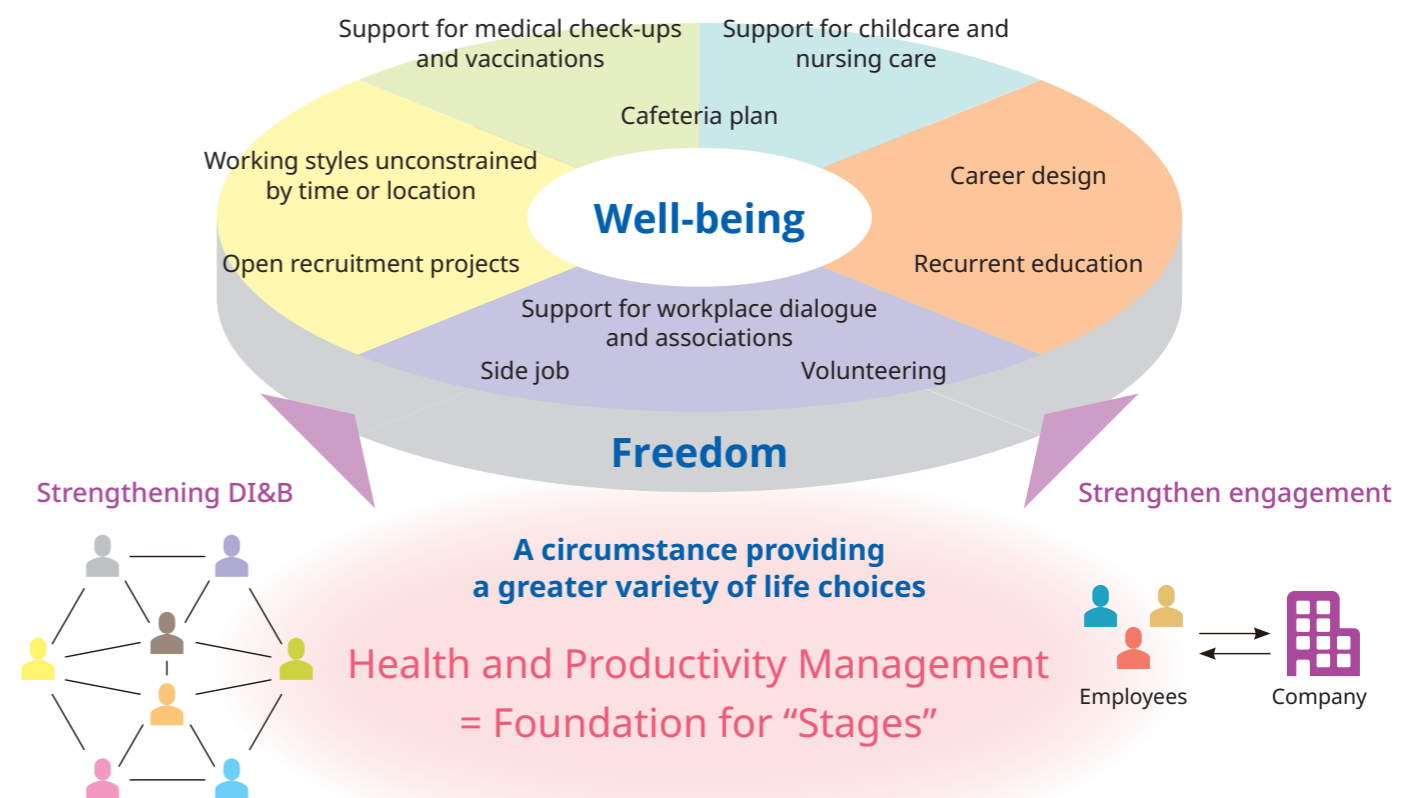 Support for medical check-ups
and vaccinations
Support for childcare and
nursing care
Cafeteria plan
Working styles unconstrained
by time or location
Career design
Well-being
Open recruitment projects
Recurrent education
Support for workplace dialogue
and associations
Side job
Volunteering
Freedom
Strengthening DI&B
Strengthen engagement
A circumstance providing
a greater variety of life choices
Health and Productivity Management
= Foundation for “Stages”
Employees
Company